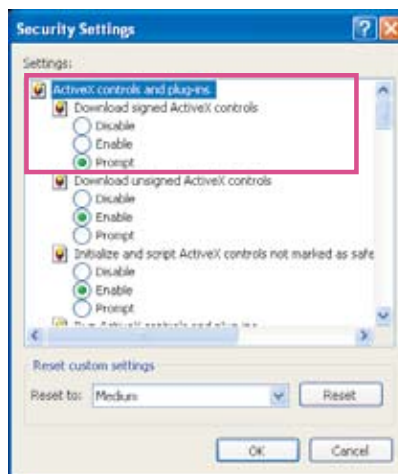 Security Settings
Settings:
ActiveX controls and plug-ins
Download signed ActiveX controls
Disable
Enable
Prompt
Download unsigned ActiveX controls
Disable
Enable
Prompt
Initialize and script ActiveX controls not marked as safe
Disable
Enable
Prompt
Reset custom settings
Reset to:
Medium
Reset
OK
Cancel